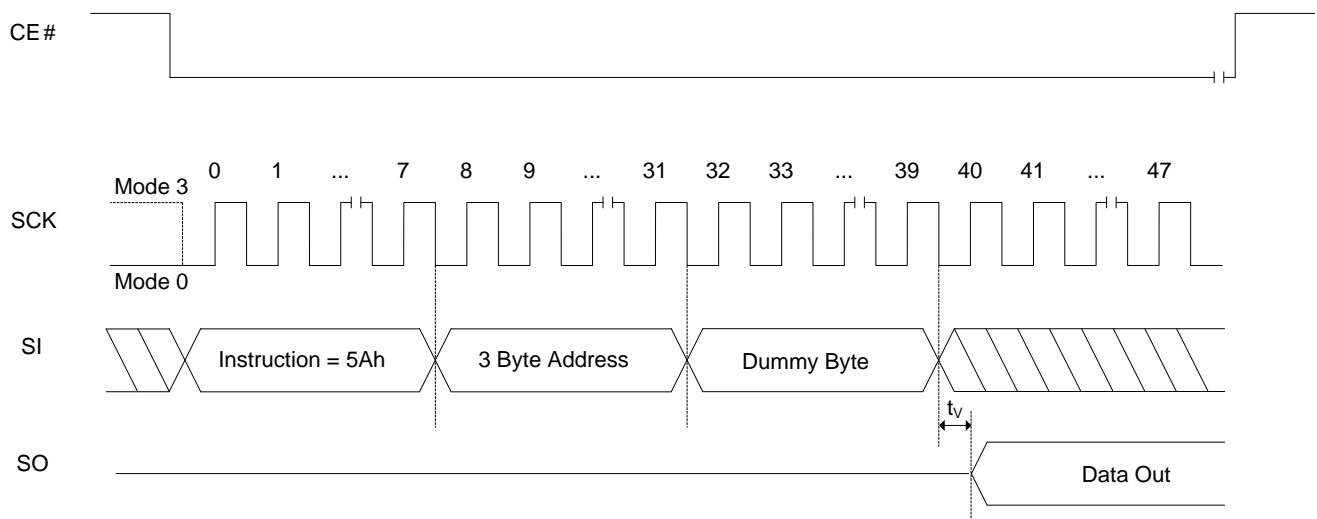 CE #
0 1 ... 7 8 9 ... 31 32 33 ... 39 40 41 ... 47
Mode 3
SCK
Mode 0
SI
Instruction = 5Ah
3 Byte Address
Dummy Byte
tV
SO
Data Out